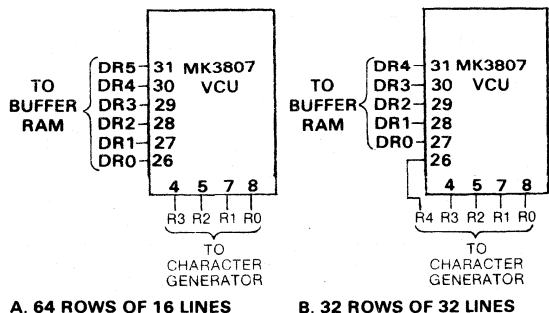 DR5 31 MK3807
DR4 30 VCU
DR3 29
DR2 28
DR1 27
DR0 26
TO
BUFFER
RAM
4 5 7 8
R3 R2 R1 R0
TO
CHARACTER
GENERATOR
A. 64 ROWS OF 16 LINES
DR4 31 MK3807
DR3 30 VCU
DR2 29
DR1 28
DR0 27
26
TO
BUFFER
RAM
4 5 7 8
R4 R3 R2 R1 R0
TO
CHARACTER
GENERATOR
B. 32 ROWS OF 32 LINES